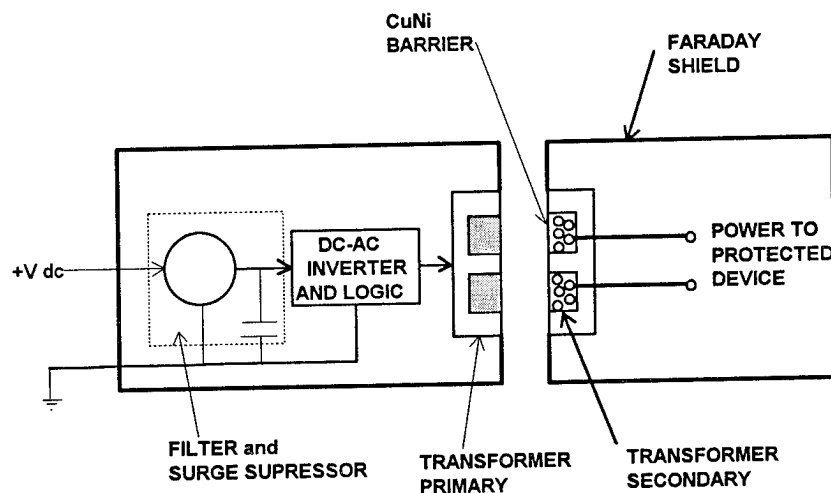 CuNi
BARRIER
FARADAY
SHIELD
+V dc
DC-AC
INVERTER
AND LOGIC
POWER TO
PROTECTED
DEVICE
FILTER and
SURGE SUPRESSOR
TRANSFORMER
PRIMARY
TRANSFORMER
SECONDARY